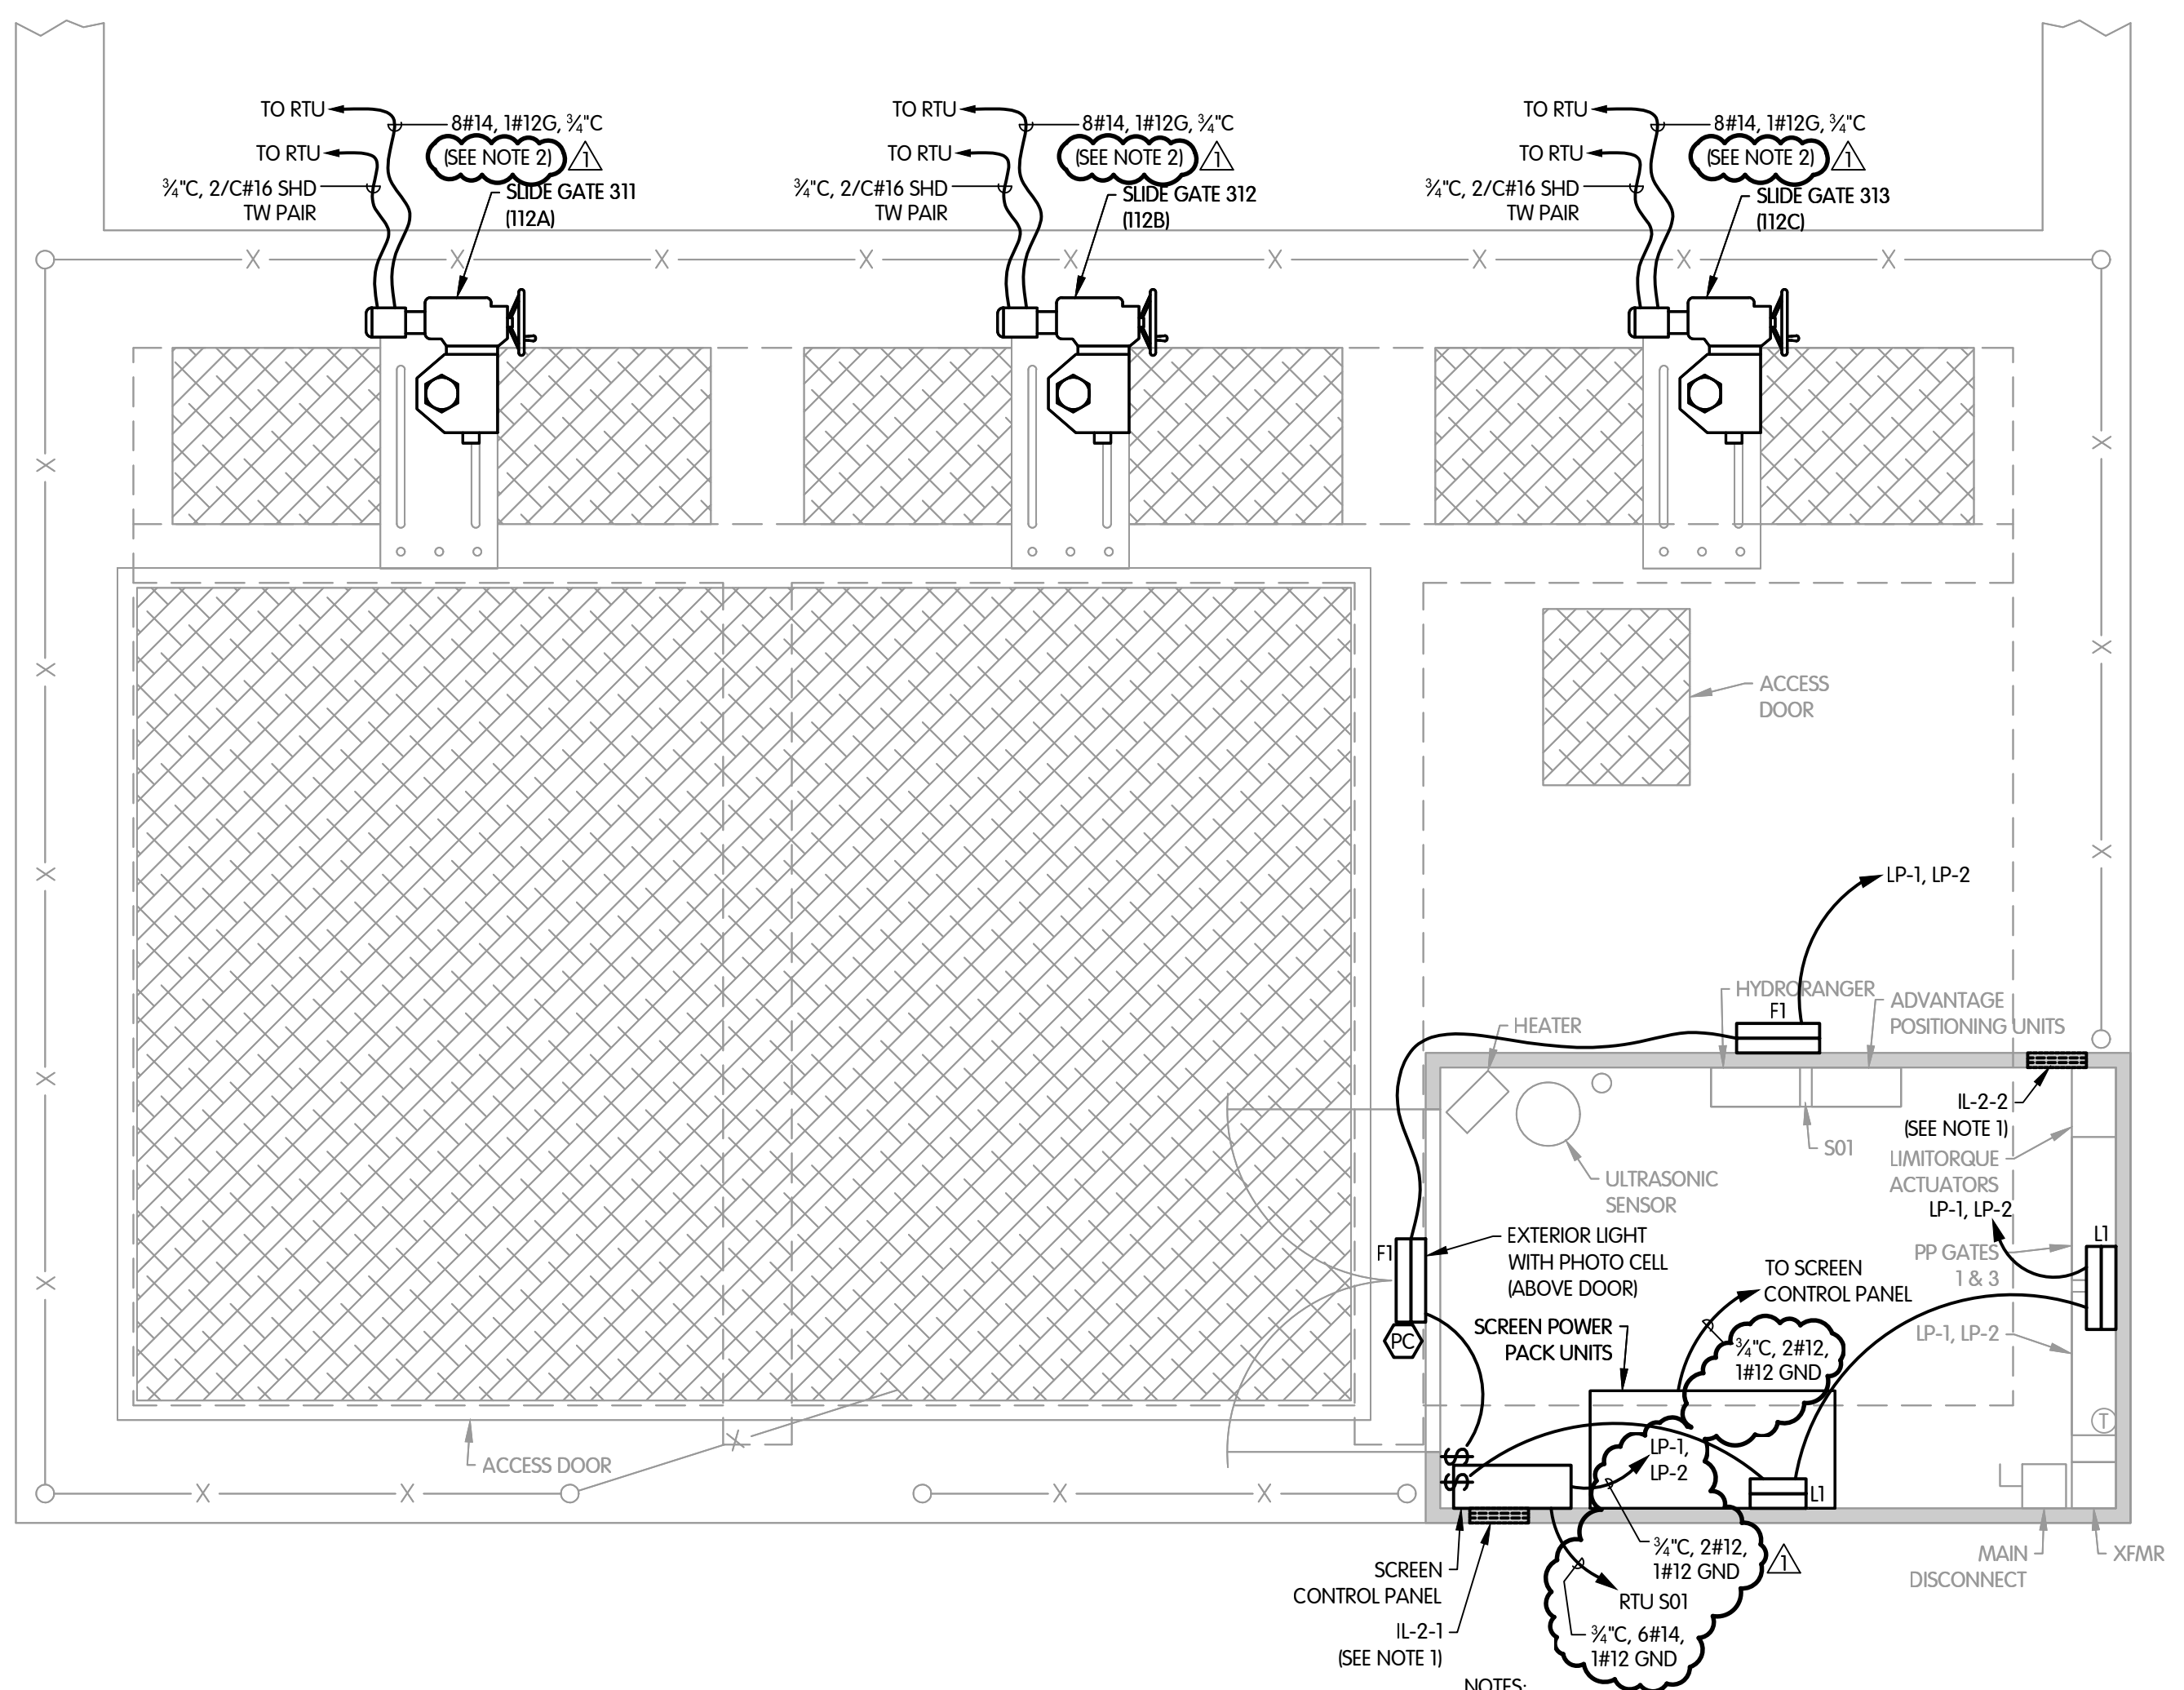 TO RTU
8#14, 1#12G, ¾"C
(SEE NOTE 2)
1
TO RTU
¾"C, 2/C#16 SHD
TW PAIR
SLIDE GATE 311
(112A)
TO RTU
8#14, 1#12G, ¾"C
(SEE NOTE 2)
1
TO RTU
¾"C, 2/C#16 SHD
TW PAIR
SLIDE GATE 312
(112B)
TO RTU
8#14, 1#12G, ¾"C
(SEE NOTE 2)
1
TO RTU
¾"C, 2/C#16 SHD
TW PAIR
SLIDE GATE 313
(112C)
X X X X X X X X X
X X X X X
X X X
ACCESS
DOOR
LP-1, LP-2
HYDRORANGER
F1
ADVANTAGE
POSITIONING UNITS
HEATER
IL-2-2
(SEE NOTE 1)
S01
LIMITORQUE
ACTUATORS
ULTRASONIC
SENSOR
LP-1, LP-2
F1
EXTERIOR LIGHT
WITH PHOTO CELL
(ABOVE DOOR)
L1
PP GATES
1 & 3
TO SCREEN
CONTROL PANEL
PC
SCREEN POWER
PACK UNITS
LP-1, LP-2
¾"C, 2#12,
1#12 GND
T
X
ACCESS DOOR
LP-1,
LP-2
$
$
L1
X X X X
SCREEN
CONTROL PANEL
¾"C, 2#12,
1#12 GND
1
MAIN
DISCONNECT
XFMR
RTU S01
IL-2-1
(SEE NOTE 1)
¾"C, 6#14,
1#12 GND
NOTES: